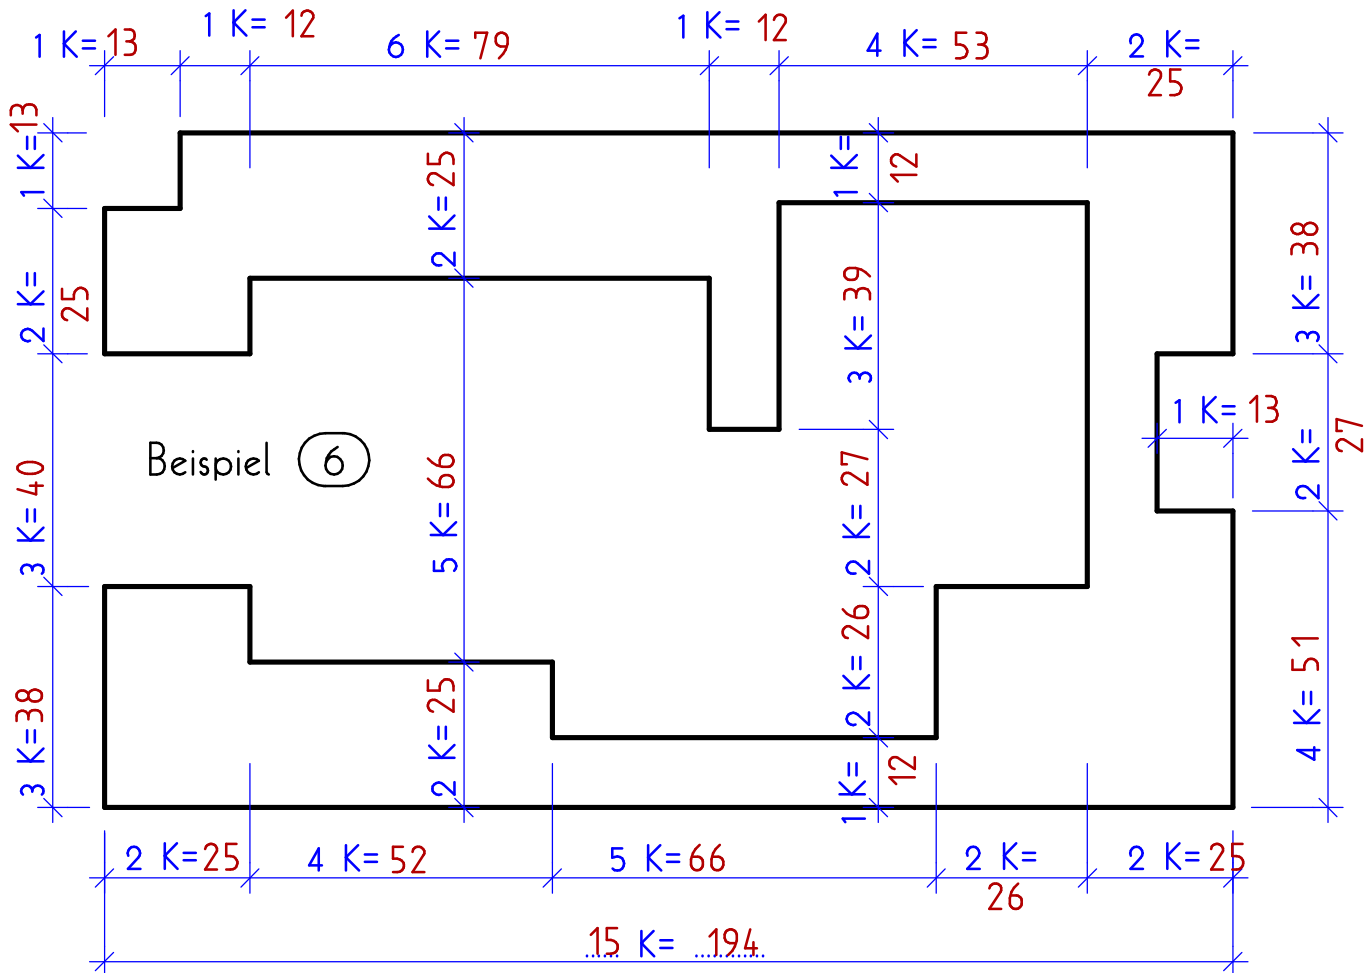 1 K= 13
1 K= 12
6 K= 79
1 K= 12
4 K= 53
2 K= 25
1 K= 13
2 K= 25
3 K= 40
3 K= 38
2 K= 25
5 K= 66
2 K= 25
1 K= 12
3 K= 39
2 K= 27
2 K= 26
1 K= 12
3 K= 38
1 K= 13
2 K= 27
4 K= 51
Beispiel 6
2 K= 25
4 K= 52
5 K= 66
2 K= 26
2 K= 25
15 K= 194